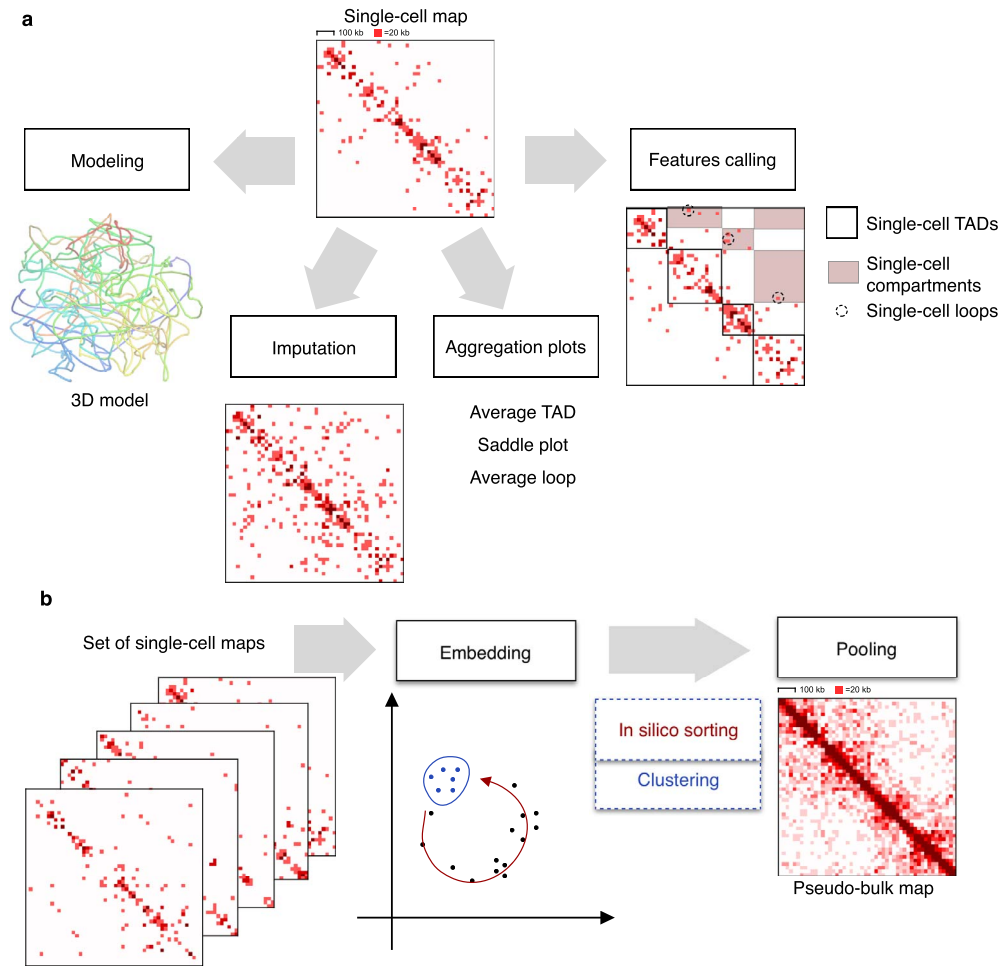 a
Single-cell map
100 kb =20 kb
Modeling
Features calling
Single-cell TADs
Single-cell
compartments
Single-cell loops
Imputation
Aggregation plots
3D model
Average TAD
Saddle plot
Average loop
b
Set of single-cell maps
Embedding
Pooling
100 kb =20 kb
In silico sorting
Clustering
Pseudo-bulk map